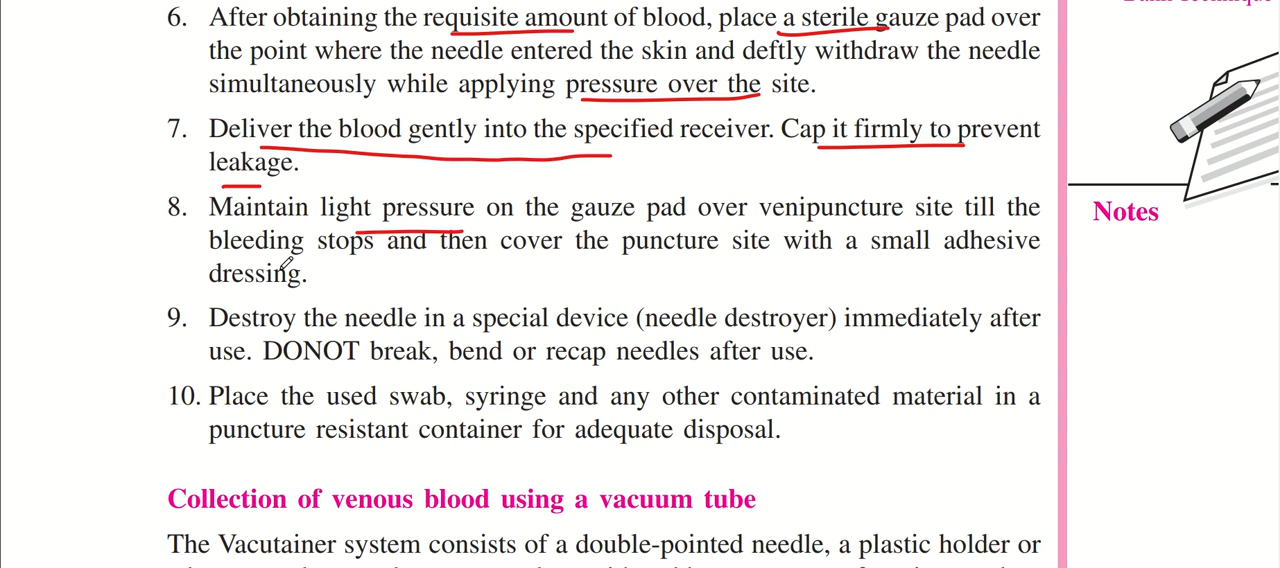 6. After obtaining the requisite amount of blood, place a sterile gauze pad over
the point where the needle entered the skin and deftly withdraw the needle
simultaneously while applying pressure over the site.
7. Deliver the blood gently into the specified receiver. Cap it firmly to prevent
leakage.
8. Maintain light pressure on the gauze pad over venipuncture site till the
bleeding stops and then cover the puncture site with a small adhesive
dressing.
9. Destroy the needle in a special device (needle destroyer) immediately after
use. DONOT break, bend or recap needles after use.
10. Place the used swab, syringe and any other contaminated material in a
puncture resistant container for adequate disposal.
Collection of venous blood using a vacuum tube
The Vacutainer system consists of a double-pointed needle, a plastic holder or
Notes